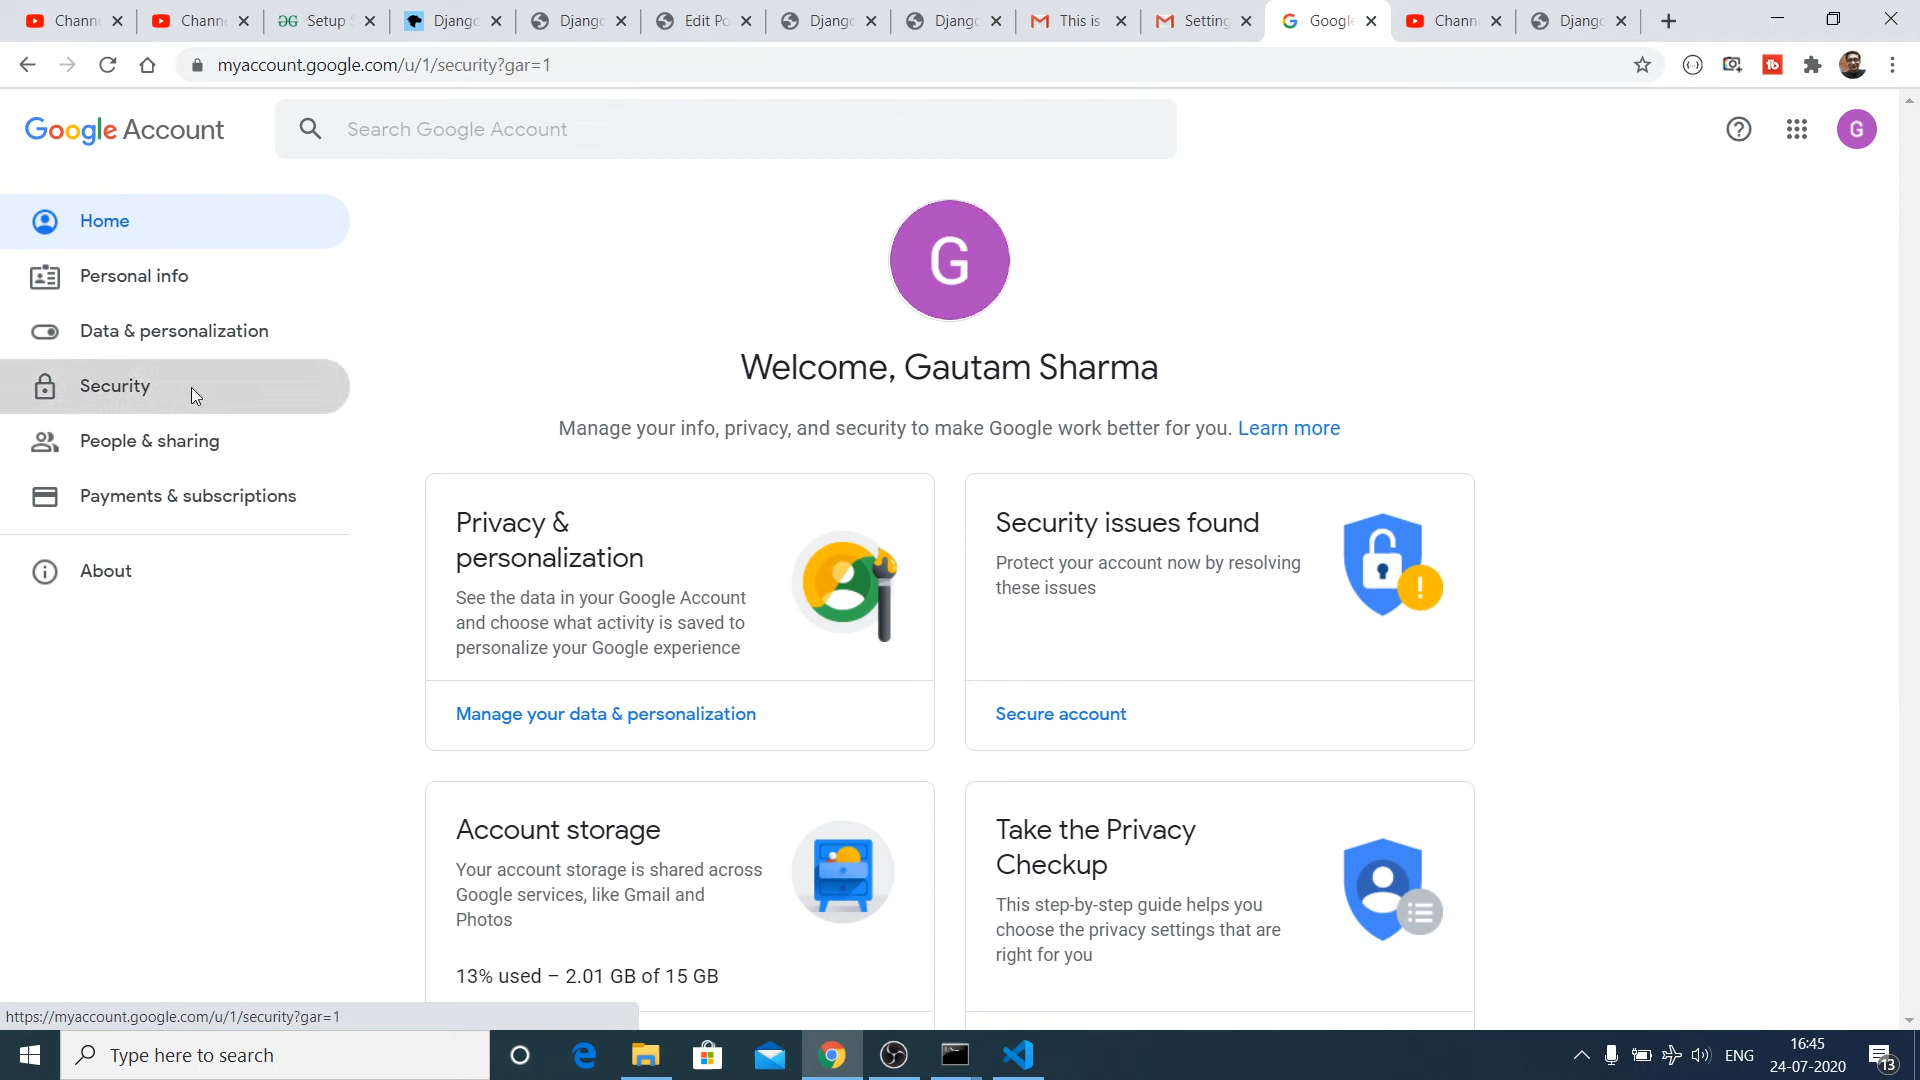 Chann
Chann
Setup S
Django
Django
Edit Po
Django
Django
This is
Setting
Google
Chann
Django
myaccount.google.com/u/1/security?gar=1
Google Account
Search Google Account
G
Home
Personal info
Data & personalization
Security
People & sharing
Payments & subscriptions
About
G
Welcome, Gautam Sharma
Manage your info, privacy, and security to make Google work better for you. Learn more
Privacy &
personalization
See the data in your Google Account
and choose what activity is saved to
personalize your Google experience
Manage your data & personalization
Security issues found
Protect your account now by resolving
these issues
Secure account
Account storage
Your account storage is shared across
Google services, like Gmail and
Photos
13% used – 2.01 GB of 15 GB
Take the Privacy
Checkup
This step-by-step guide helps you
choose the privacy settings that are
right for you
https://myaccount.google.com/u/1/security?gar=1
Type here to search
ENG
16:45
24-07-2020
13